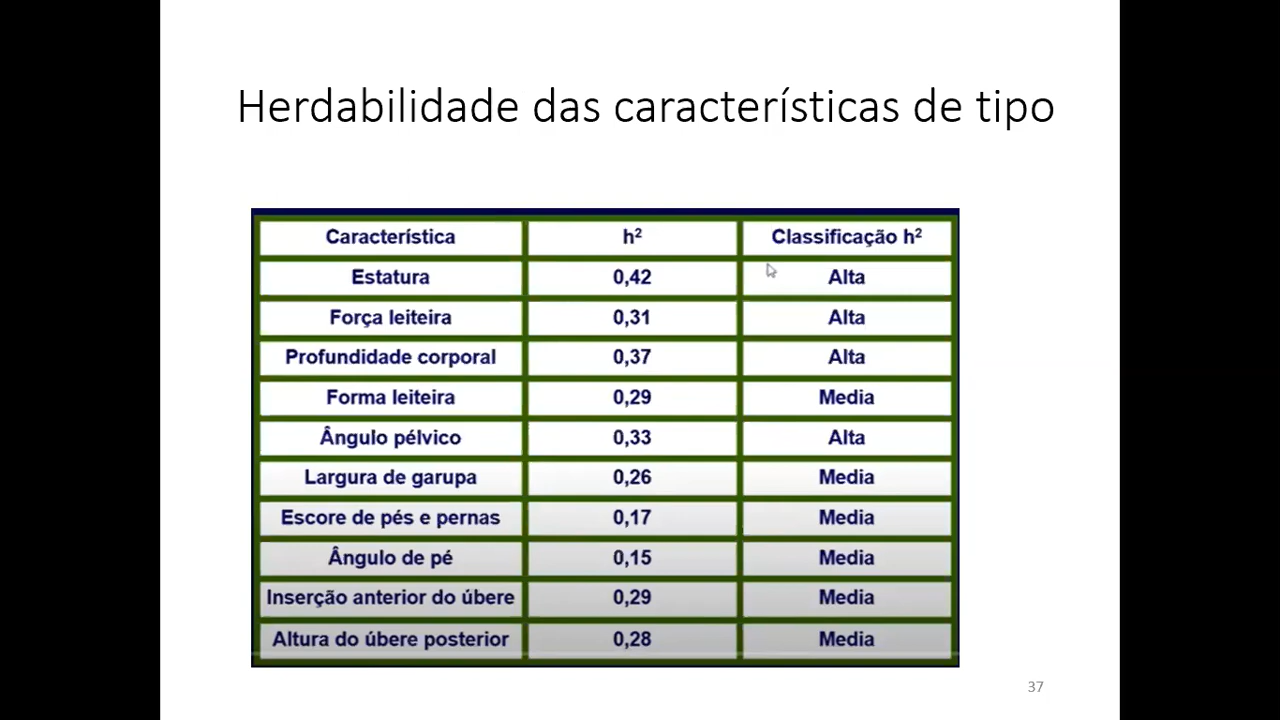 Herdabilidade das características de tipo
Característica h² Classificação h²
Estatura 0,42 Alta
Força leiteira 0,31 Alta
Profundidade corporal 0,37 Alta
Forma leiteira 0,29 Media
Ângulo pélvico 0,33 Alta
Largura de garupa 0,26 Media
Escore de pés e pernas 0,17 Media
Ângulo de pé 0,15 Media
Inserção anterior do úbere 0,29 Media
Altura do úbere posterior 0,28 Media
37